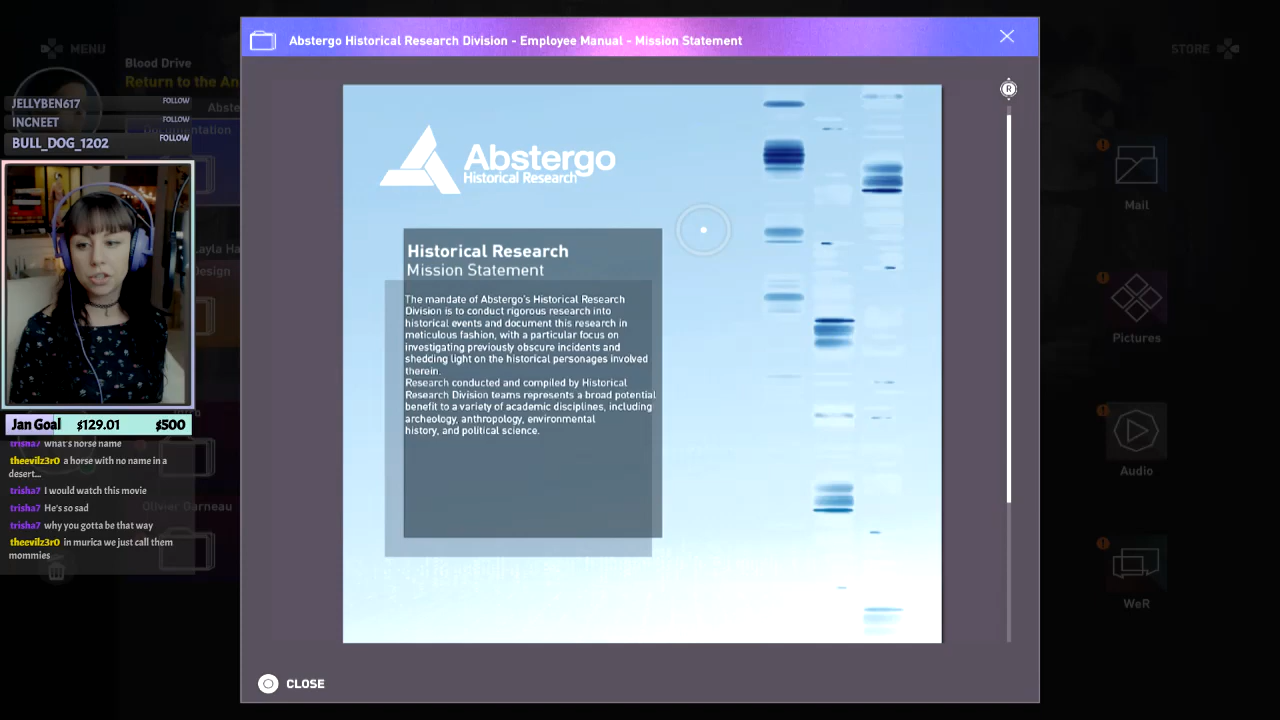 Abstergo Historical Research Division - Employee Manual - Mission Statement
MENU
STORE
Blood Drive
Return to the An
Abste
JELLYBEN617 FOLLOW
INCNEET FOLLOW
BULL_DOG_1202 FOLLOW
Abstergo
Historical Research
Historical Research
Mission Statement
The mandate of Abstergo's Historical Research
Division is to conduct rigorous research into
historical events and document this research in
meticulous fashion, with a particular focus on
investigating previously obscure incidents and
shedding light on the historical personages involved
therein.
Research conducted and compiled by Historical
Research Division teams represents a broad potential
benefit to a variety of academic disciplines, including
archeology, anthropology, environmental
history, and political science.
R
Mail
Pictures
Audio
WeR
Layla Ha
Design
Jan Goal $129.01 $500
trisha7 what's horse name
theevilz3r0 a horse with no name in a
desert...
trisha7 I would watch this movie
trisha7 He's so sad
trisha7 why you gotta be that way
theevilz3r0 in murica we just call them
mommies
Olivier Garneau
CLOSE